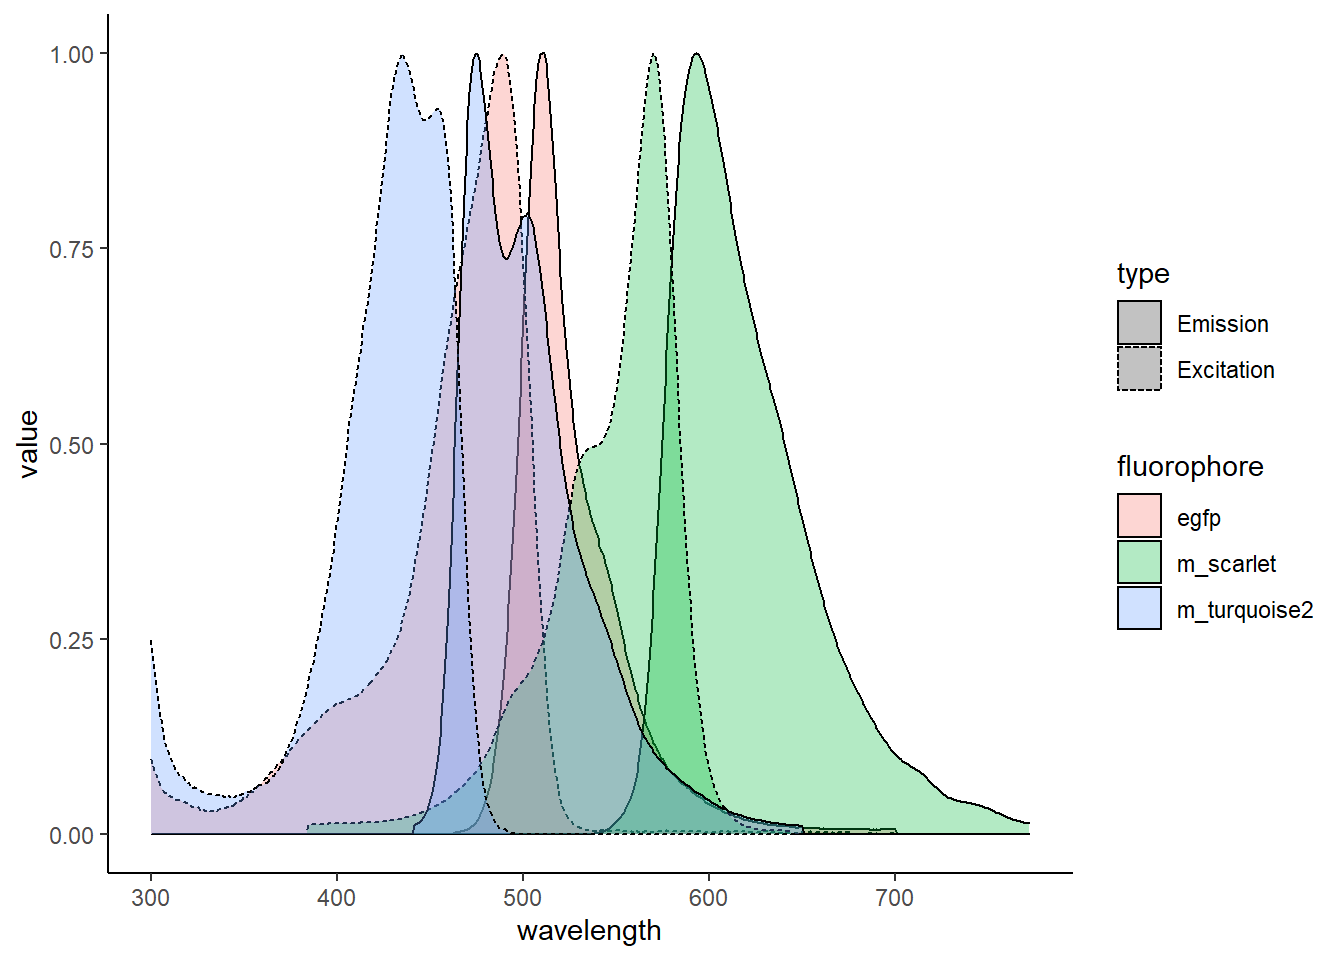 1.00
0.75
0.50
0.25
0.00
value
300
400
500
600
700
wavelength
type
Emission
Excitation
fluorophore
egfp
m_scarlet
m_turquoise2